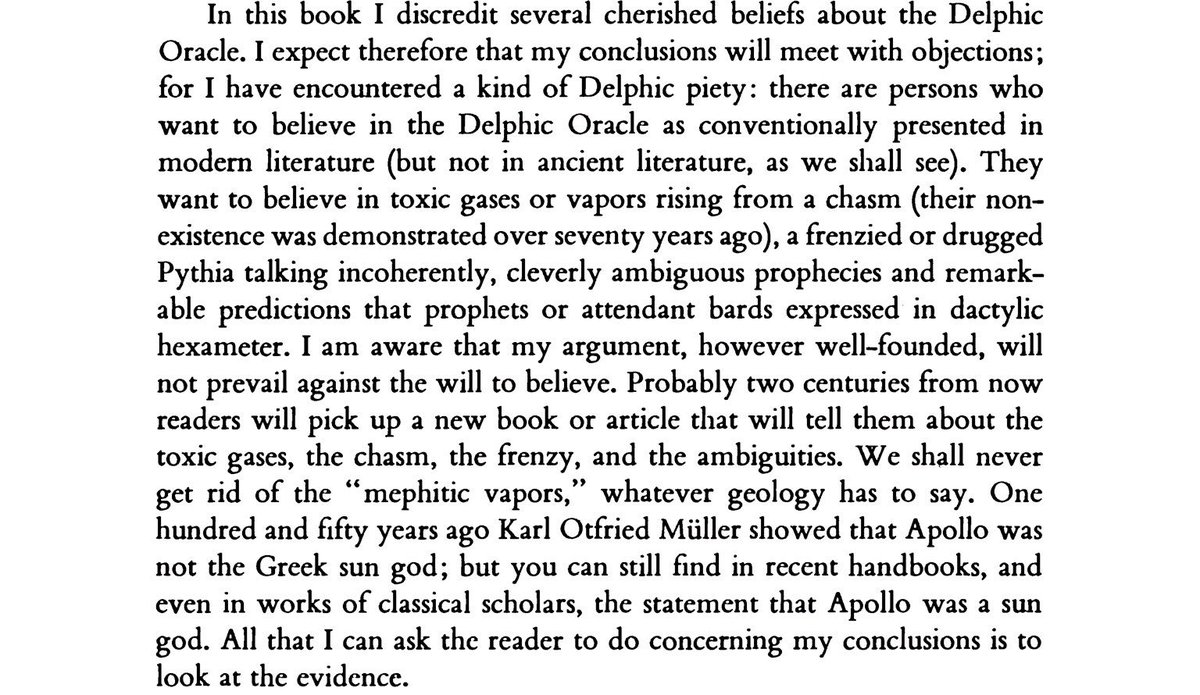 In this book I discredit several cherished beliefs about the Delphic
Oracle. I expect therefore that my conclusions will meet with objections;
for I have encountered a kind of Delphic piety: there are persons who
want to believe in the Delphic Oracle as conventionally presented in
modern literature (but not in ancient literature, as we shall see). They
want to believe in toxic gases or vapors rising from a chasm (their non-
existence was demonstrated over seventy years ago), a frenzied or drugged
Pythia talking incoherently, cleverly ambiguous prophecies and remark-
able predictions that prophets or attendant bards expressed in dactylic
hexameter. I am aware that my argument, however well-founded, will
not prevail against the will to believe. Probably two centuries from now
readers will pick up a new book or article that will tell them about the
toxic gases, the chasm, the frenzy, and the ambiguities. We shall never
get rid of the “mephitic vapors,” whatever geology has to say. One
hundred and fifty years ago Karl Otfried Müller showed that Apollo was
not the Greek sun god; but you can still find in recent handbooks, and
even in works of classical scholars, the statement that Apollo was a sun
god. All that I can ask the reader to do concerning my conclusions is to
look at the evidence.